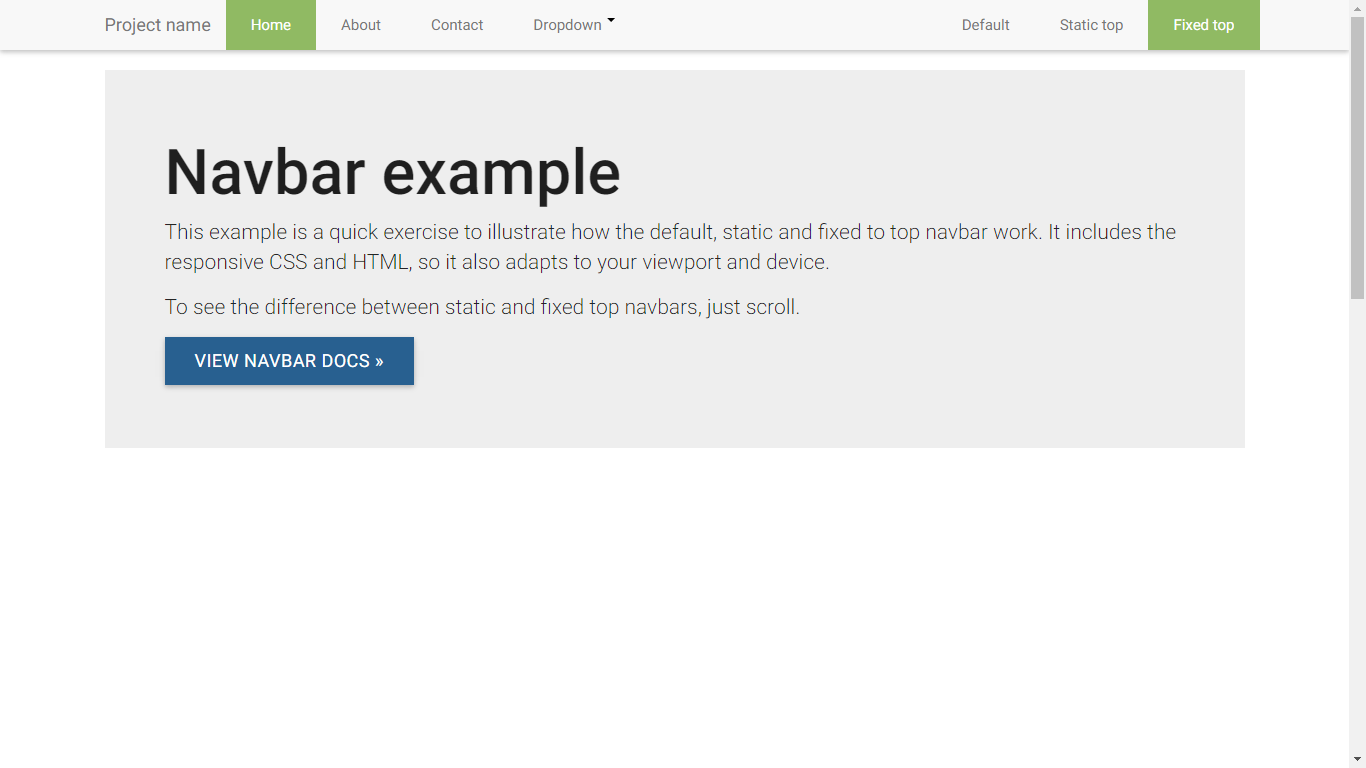 Project name Home About Contact Dropdown Default Static top Fixed top
Navbar example
This example is a quick exercise to illustrate how the default, static and fixed to top navbar work. It includes the
responsive CSS and HTML, so it also adapts to your viewport and device.
To see the difference between static and fixed top navbars, just scroll.
VIEW NAVBAR DOCS »